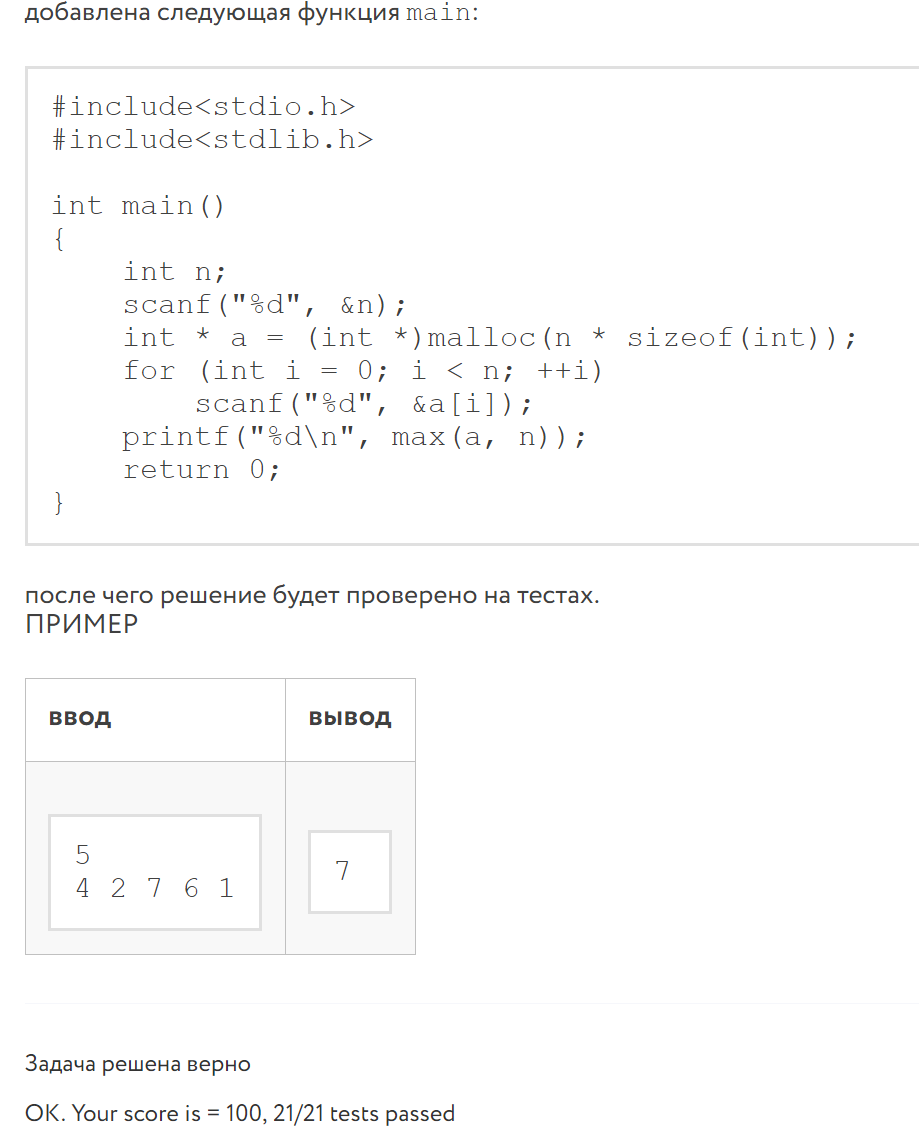 добавлена следующая функция main:
#include<stdio.h>
#include<stdlib.h>
int main()
{
    int n;
    scanf("%d", &n);
    int * a = (int *)malloc(n * sizeof(int));
    for (int i = 0; i < n; ++i)
        scanf("%d", &a[i]);
    printf("%d\n", max(a, n));
    return 0;
}
после чего решение будет проверено на тестах.
ПРИМЕР
ВВОД ВЫВОД
5
4 2 7 6 1
7
Задача решена верно
OK. Your score is = 100, 21/21 tests passed